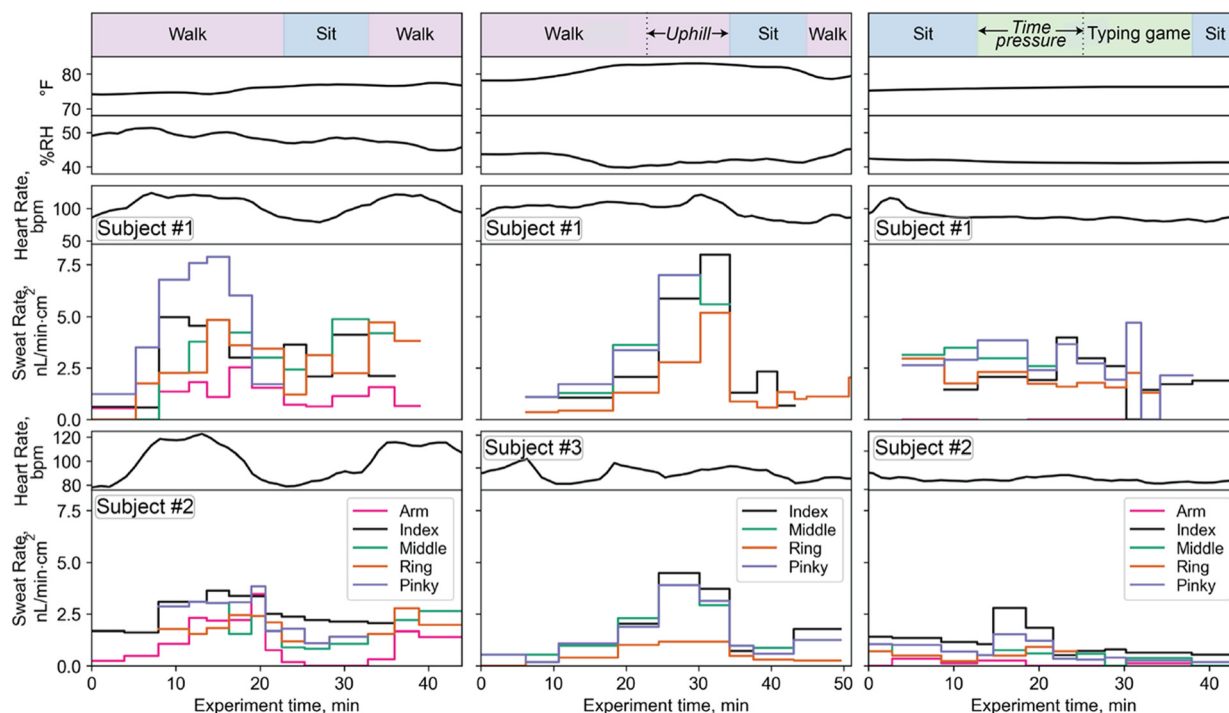 Walk Sit Walk
Walk Uphill Sit Walk
Sit Time pressure Typing game Sit
°F
80
70
%RH
50
40
Heart Rate, bpm
100
50
Subject #1
Subject #1
Subject #1
Sweat Rate, nL/min·cm²
7.5
5.0
2.5
0.0
Heart Rate, bpm
120
100
80
Subject #2
Subject #3
Subject #2
Sweat Rate, nL/min·cm²
7.5
5.0
2.5
0.0
Arm
Index
Middle
Ring
Pinky
Index
Middle
Ring
Pinky
Arm
Index
Middle
Ring
Pinky
0 10 20 30 40
0 10 20 30 40 50
0 10 20 30 40
Experiment time, min
Experiment time, min
Experiment time, min